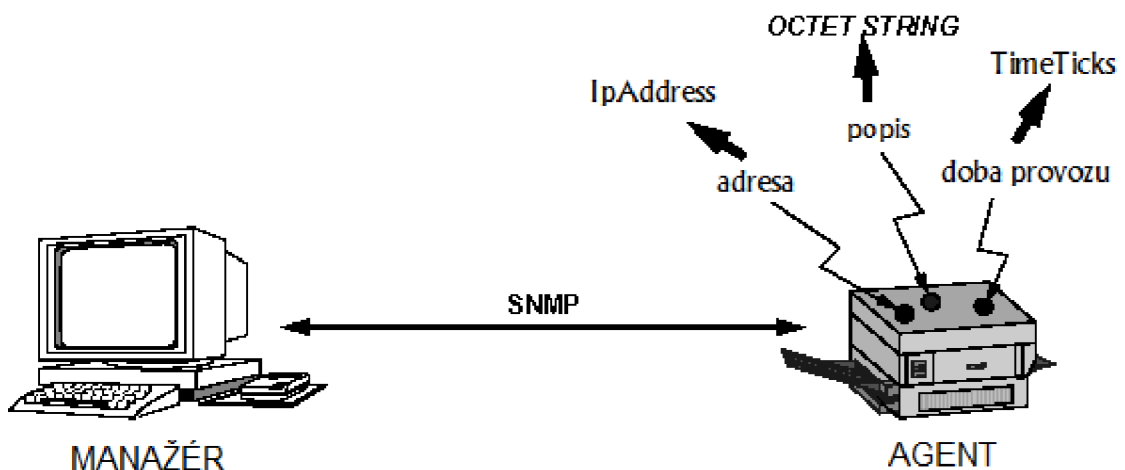 OCTET STRING
TimeTicks
IpAddress
popis
doba provozu
adresa
SNMP
MANAŽÉR
AGENT